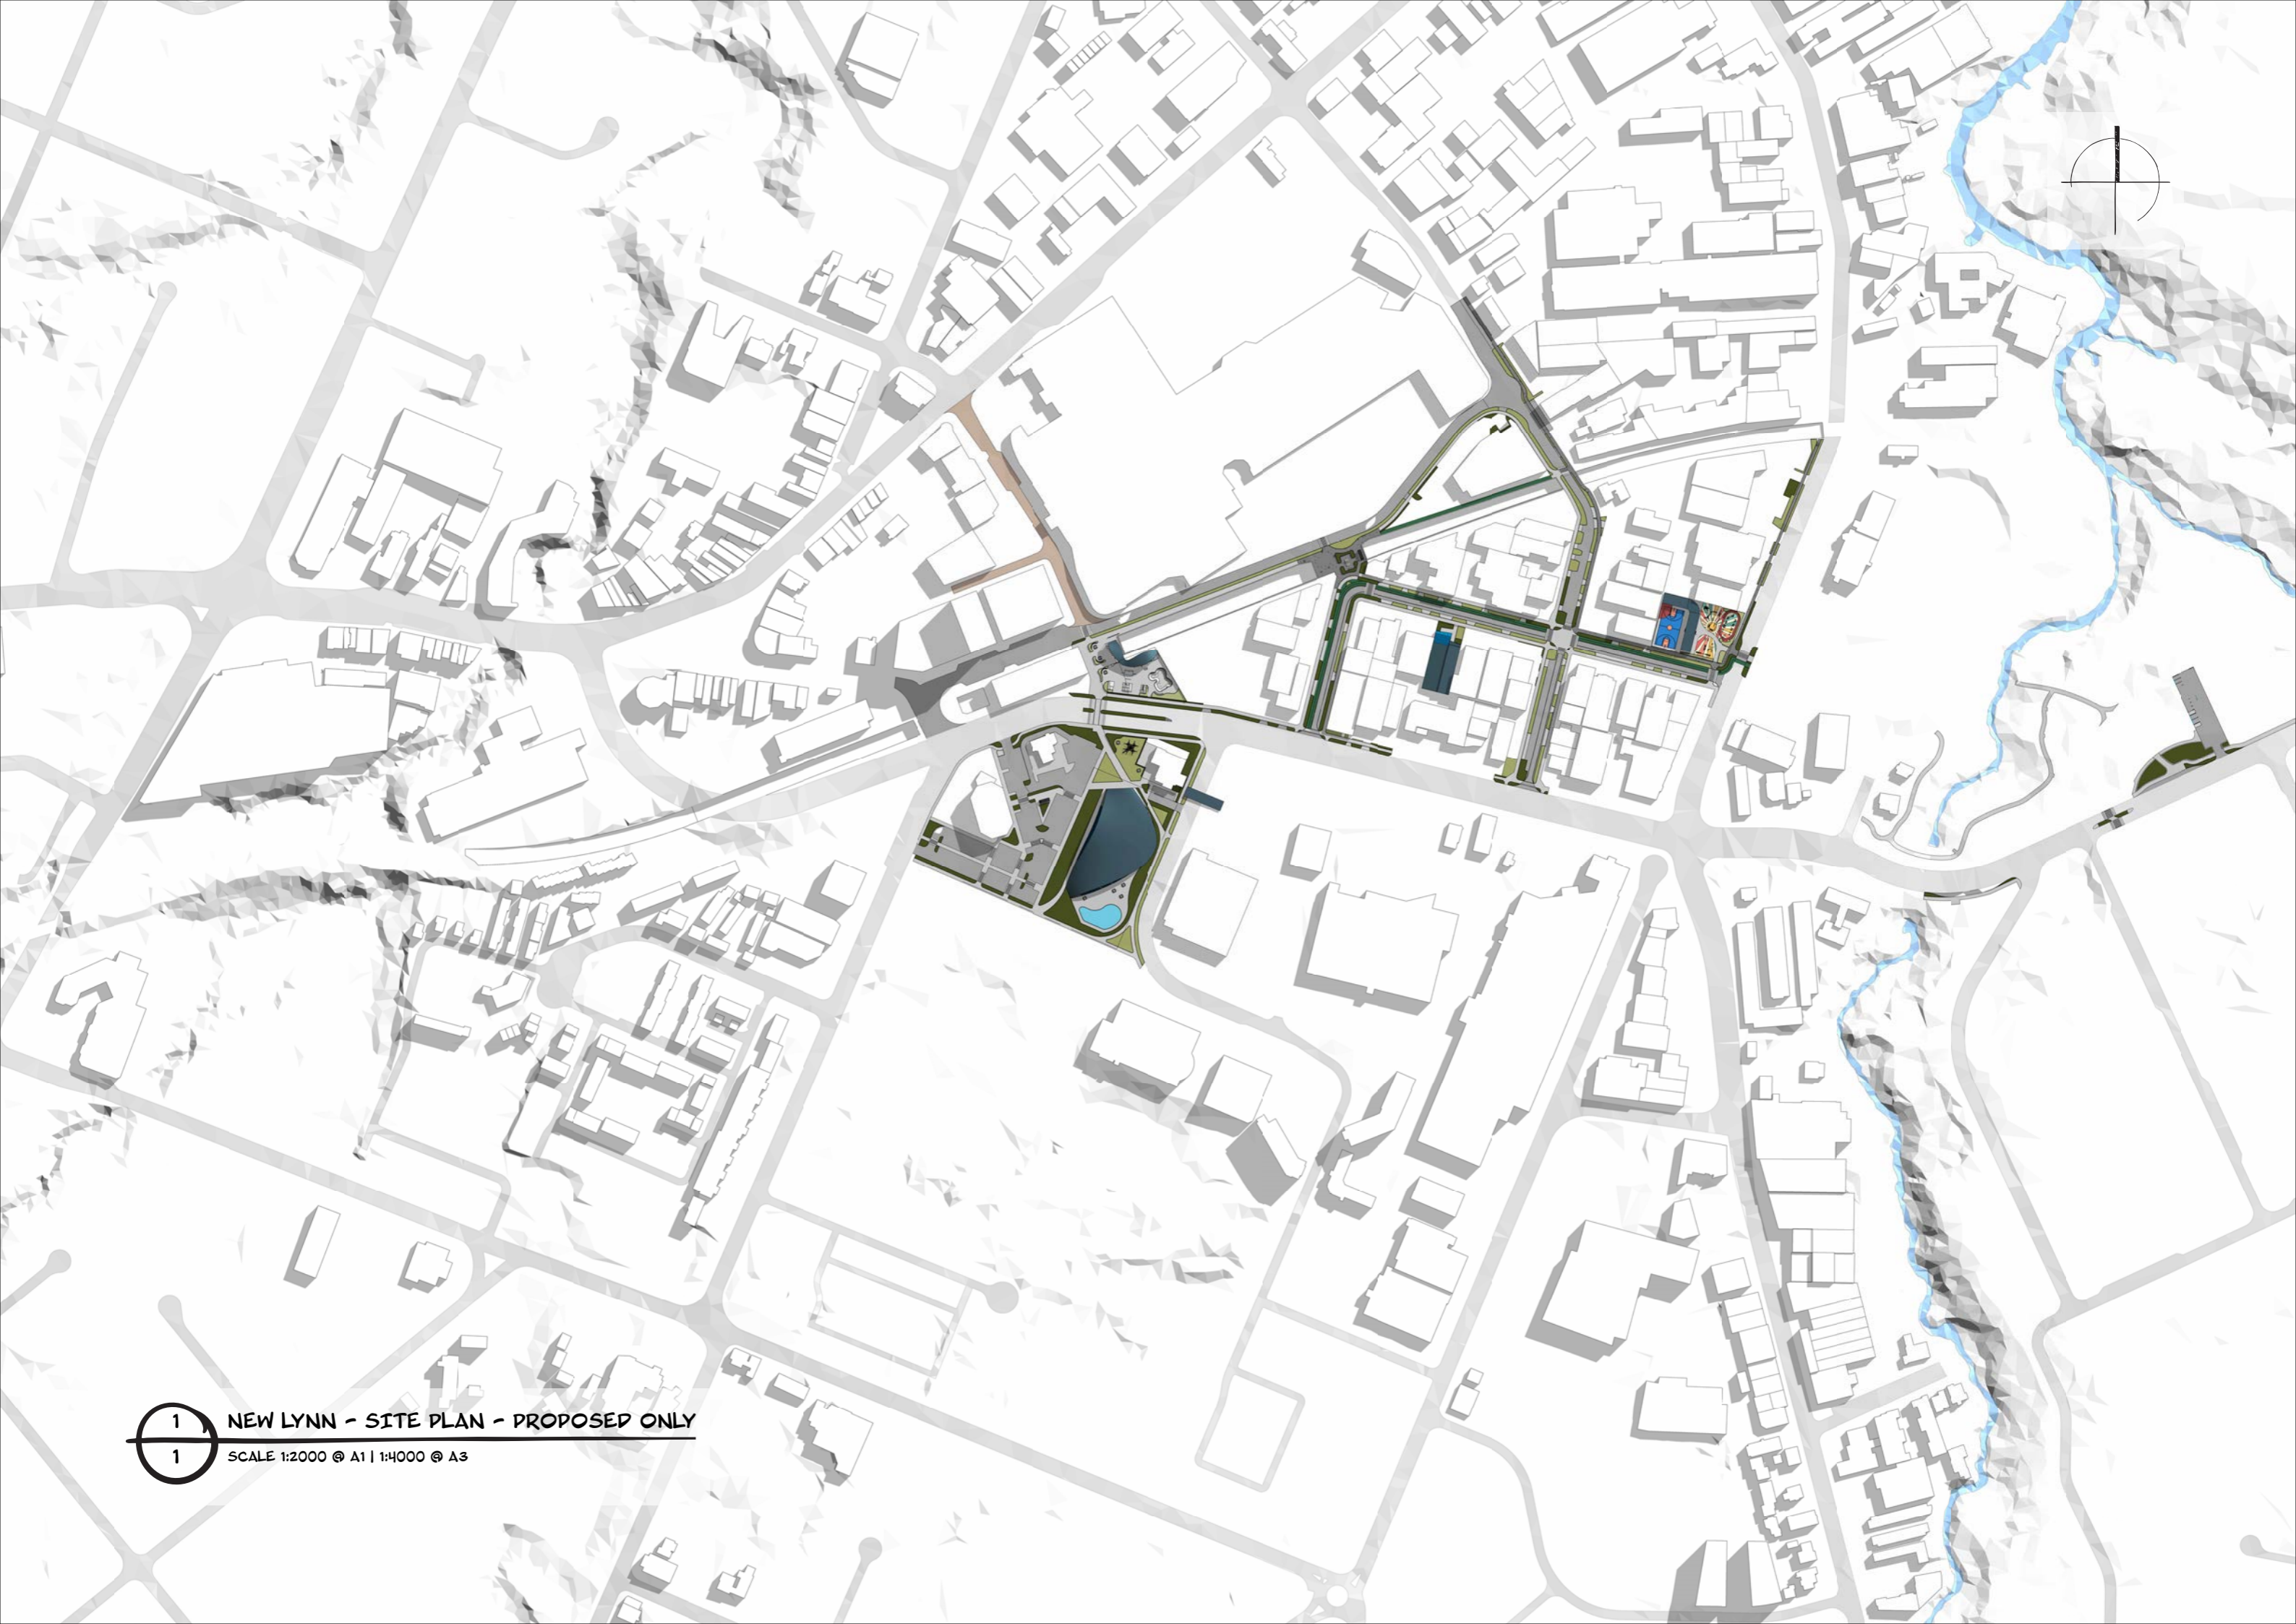 1
NEW LYNN - SITE PLAN - PROPOSED ONLY
1
SCALE 1:2000 @ A1 | 1:4000 @ A3